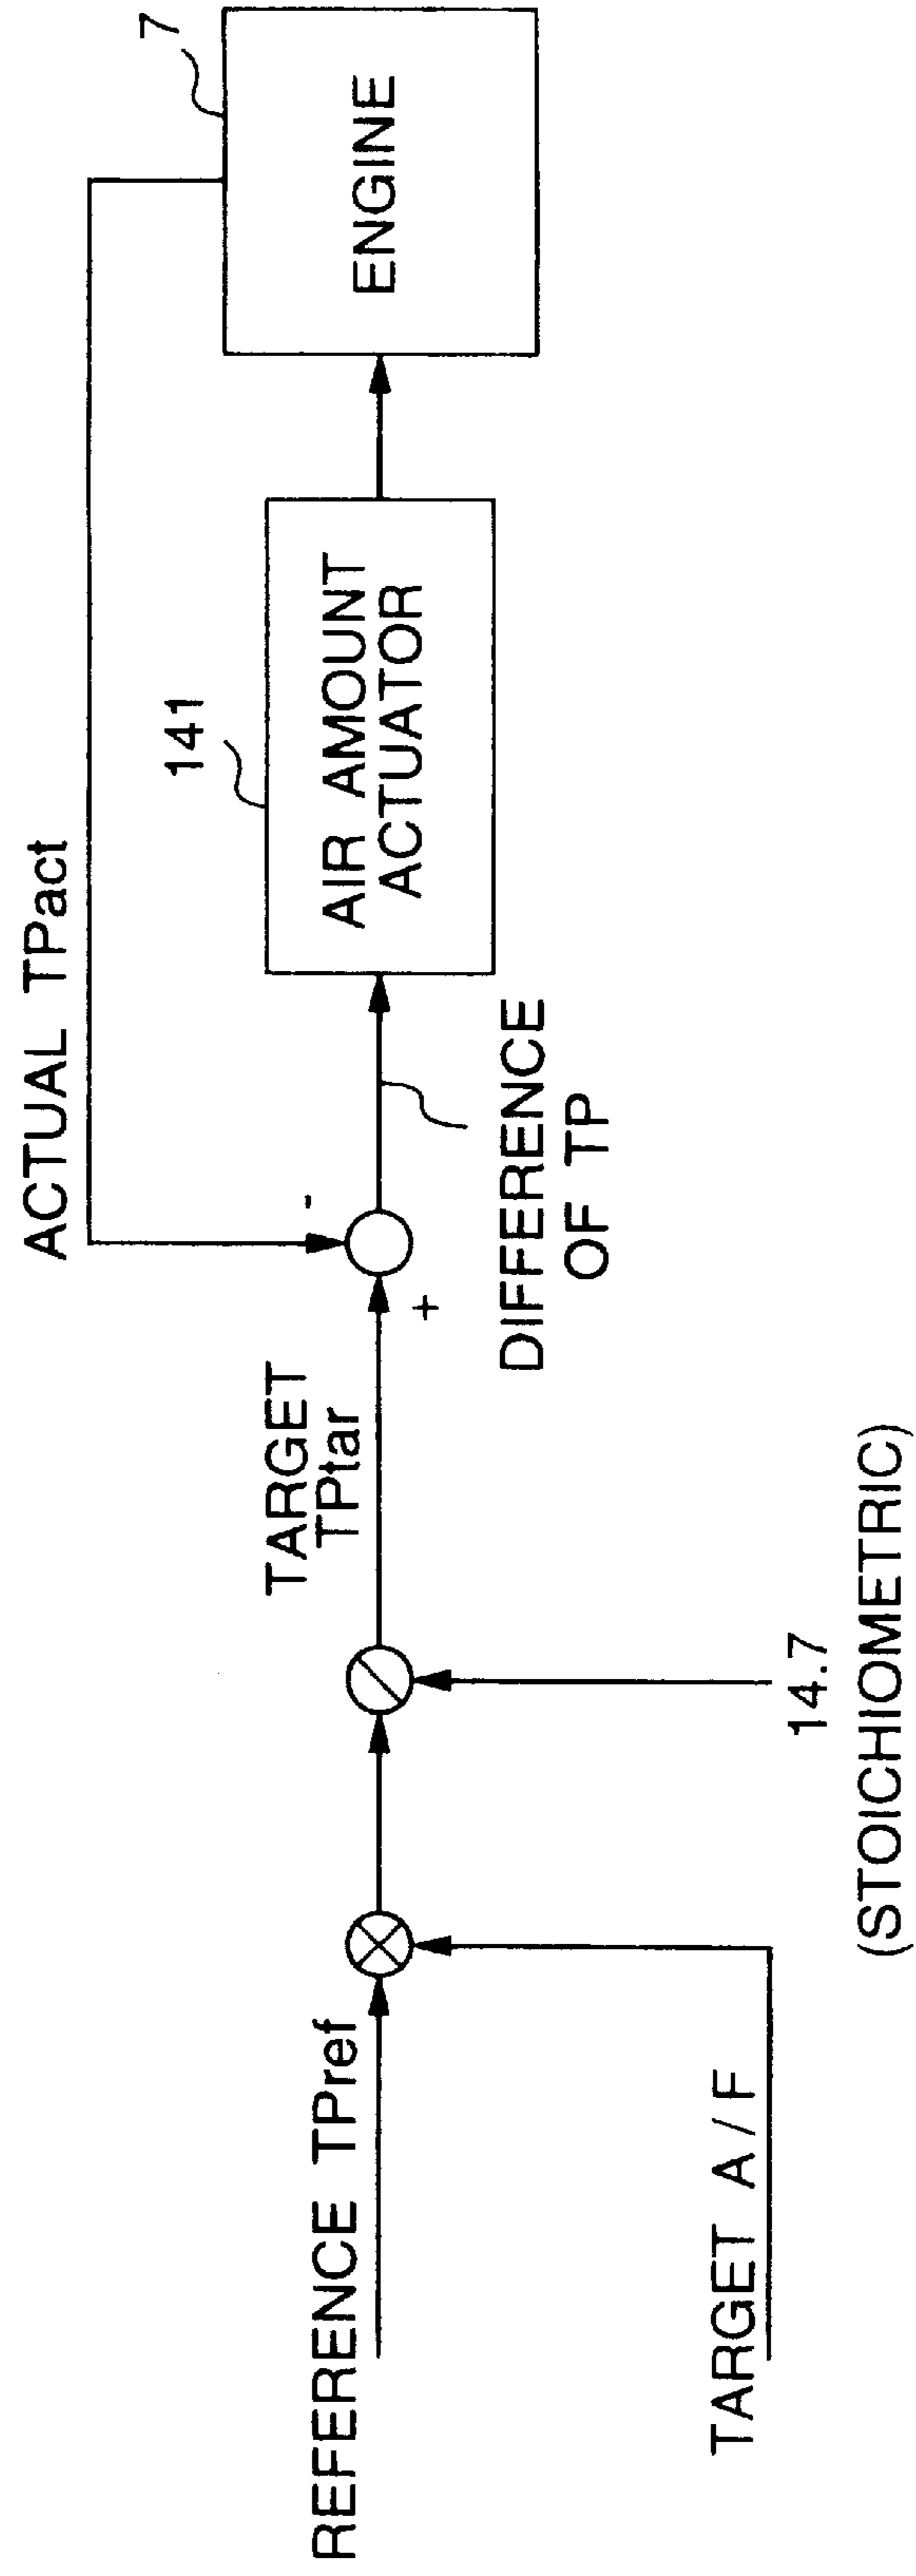 REFERENCE TPref
TARGET A/F
14.7
(STOICHIOMETRIC)
TARGET
TPtar
+
-
ACTUAL TPact
DIFFERENCE
OF TP
141
AIR AMOUNT
ACTUATOR
7
ENGINE